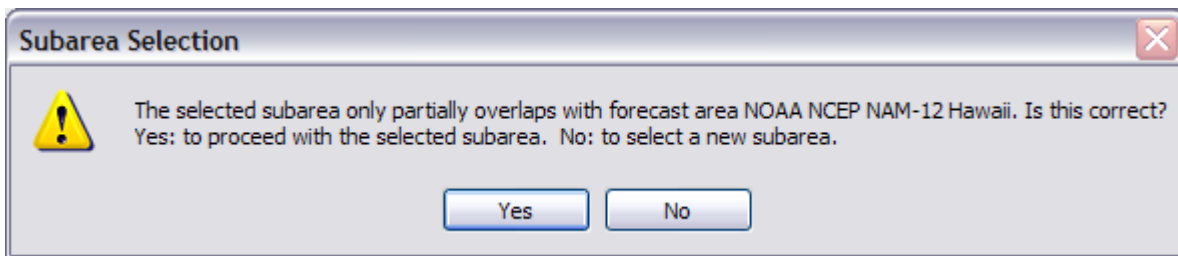 Subarea Selection
The selected subarea only partially overlaps with forecast area NOAA NCEP NAM-12 Hawaii. Is this correct?
Yes: to proceed with the selected subarea.  No: to select a new subarea.
Yes No